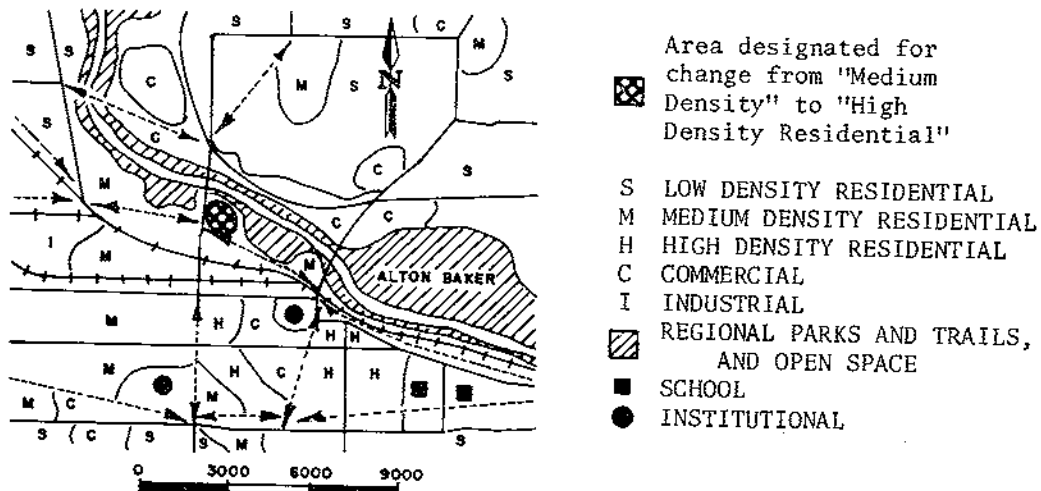 S
C
S
S
S
M
C
M
S
N
S
C
C
S
M
C
M
C
I
M
M
ALTON BAKER
M
H
C
H
H
M
H
C
H
H
M
M
C
S
C
S
S
M
S
0 3000 6000 9000
Area designated for
change from "Medium
Density" to "High
Density Residential"
S LOW DENSITY RESIDENTIAL
M MEDIUM DENSITY RESIDENTIAL
H HIGH DENSITY RESIDENTIAL
C COMMERCIAL
I INDUSTRIAL
REGIONAL PARKS AND TRAILS,
AND OPEN SPACE
SCHOOL
INSTITUTIONAL